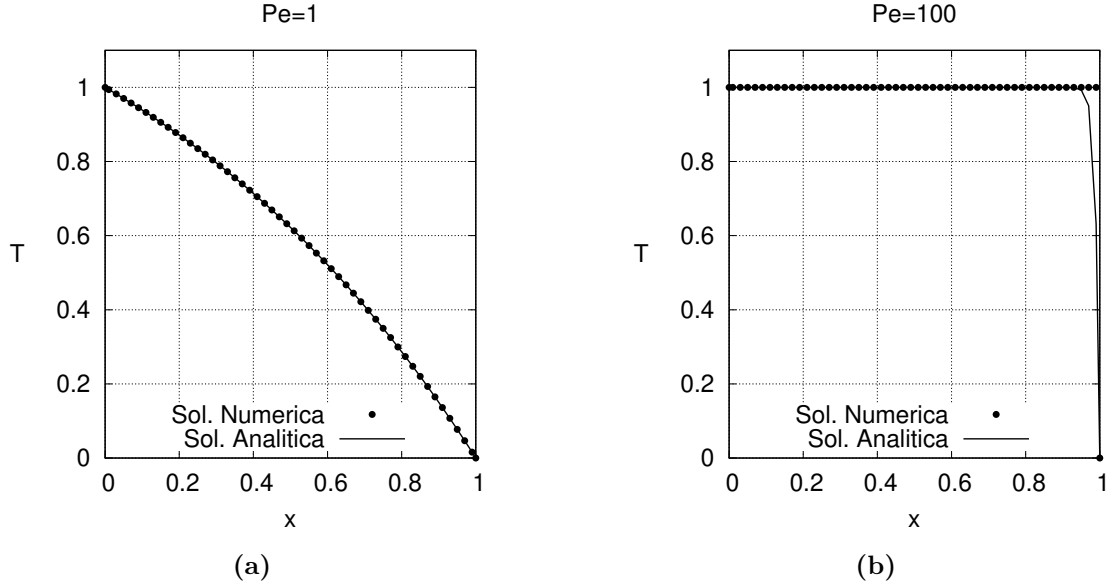 Pe=1
1
0.8
0.6
T
0.4
0.2
0
Sol. Numerica
Sol. Analitica
0 0.2 0.4 0.6 0.8 1
x
(a)
Pe=100
1
0.8
0.6
T
0.4
0.2
0
Sol. Numerica
Sol. Analitica
0 0.2 0.4 0.6 0.8 1
x
(b)